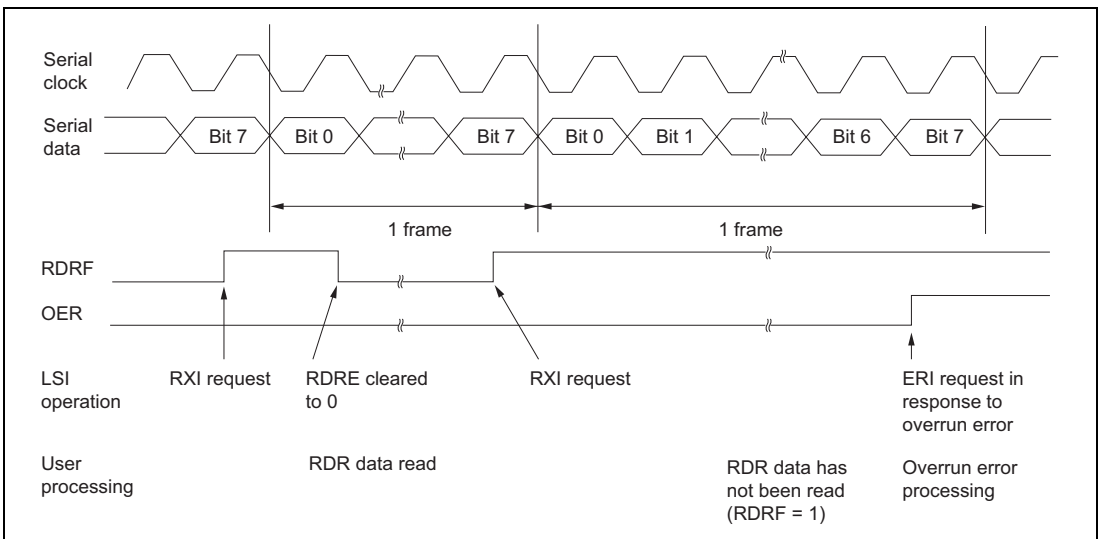 Serial
clock
Serial
data
Bit 7
Bit 0
Bit 7
Bit 0
Bit 1
Bit 6
Bit 7
1 frame
1 frame
RDRF
OER
LSI
operation
RXI request
RDRE cleared
to 0
RXI request
ERI request in
response to
overrun error
User
processing
RDR data read
RDR data has
not been read
(RDRF = 1)
Overrun error
processing